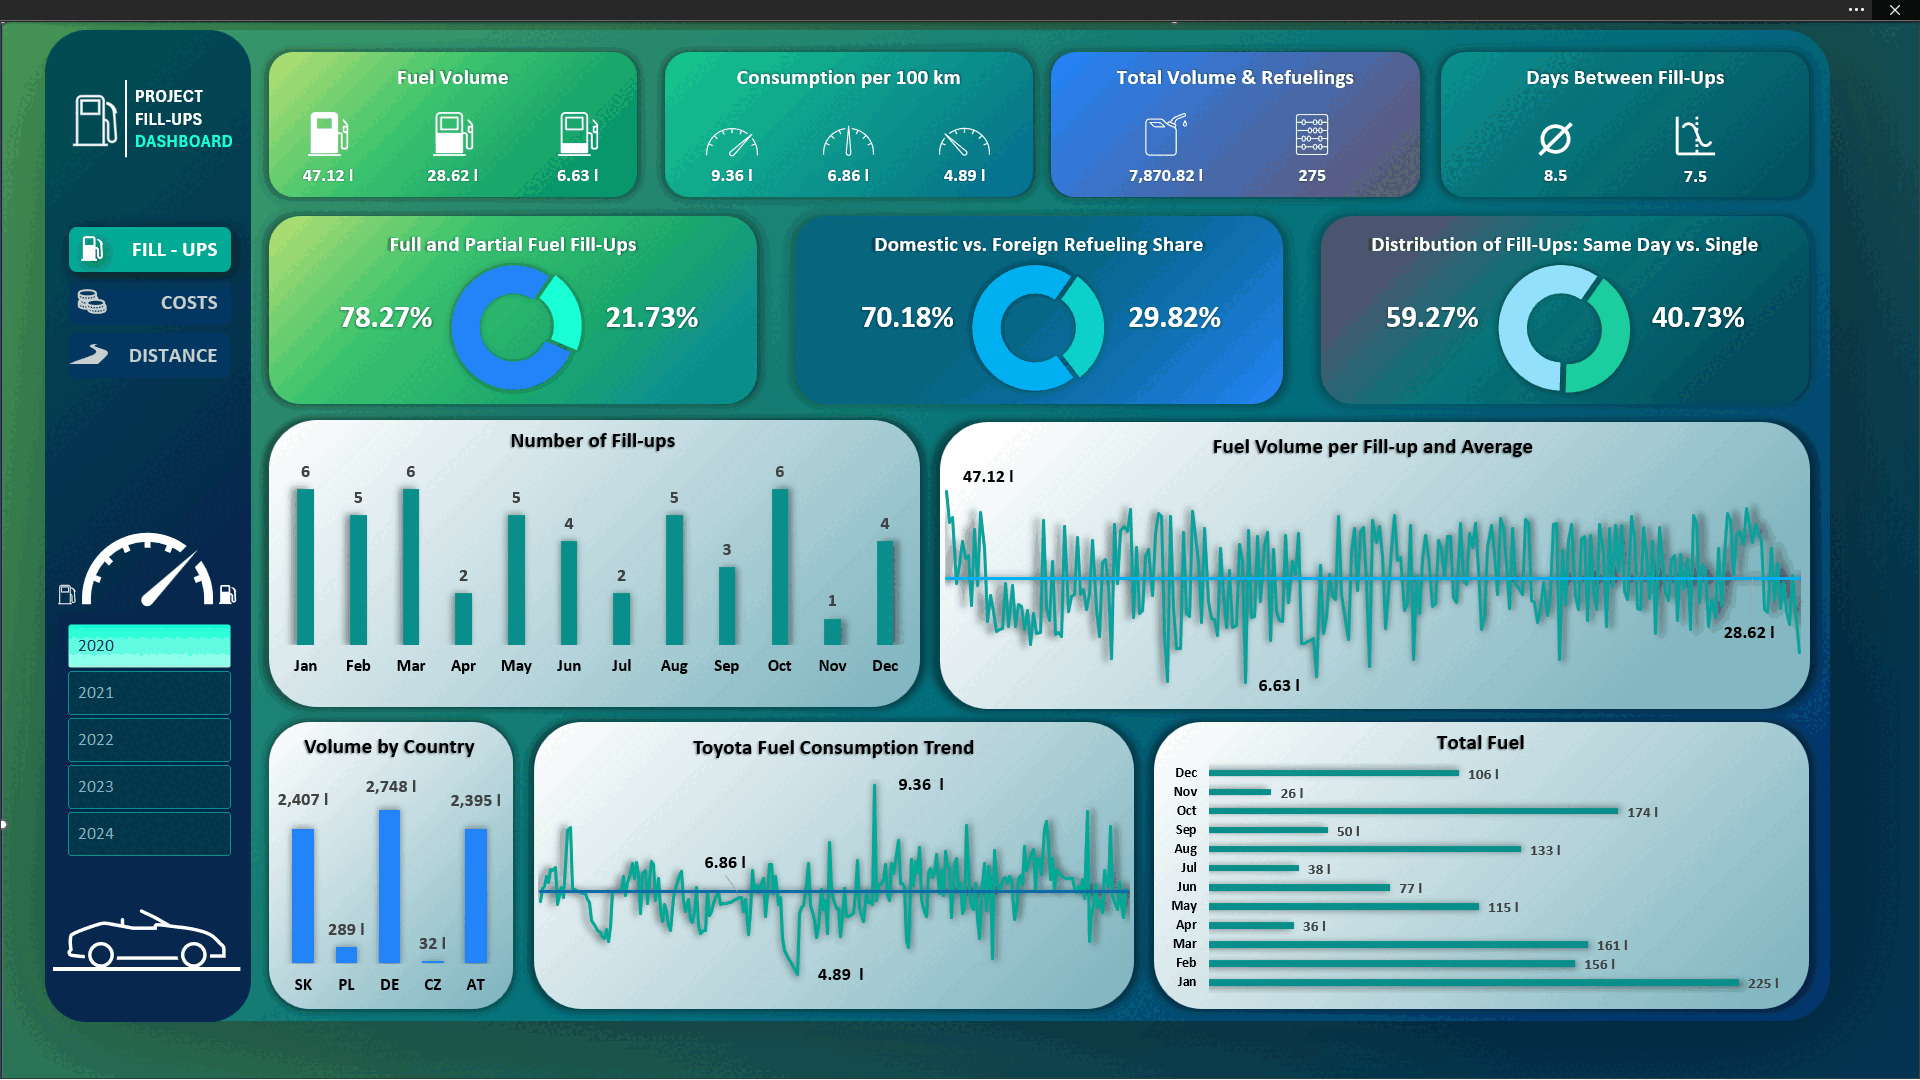 PROJECT
FILL-UPS
DASHBOARD
FILL - UPS
COSTS
DISTANCE
2020
2021
2022
2023
2024
Fuel Volume
47.12 l
28.62 l
6.63 l
Consumption per 100 km
9.36 l
6.86 l
4.89 l
Total Volume & Refuelings
7,870.82 l
275
Days Between Fill-Ups
8.5
7.5
Full and Partial Fuel Fill-Ups
78.27%
21.73%
Domestic vs. Foreign Refueling Share
70.18%
29.82%
Distribution of Fill-Ups: Same Day vs. Single
59.27%
40.73%
Number of Fill-ups
6 5 6 2 5 4 2 5 3 6 1 4
Jan Feb Mar Apr May Jun Jul Aug Sep Oct Nov Dec
Fuel Volume per Fill-up and Average
47.12 l
28.62 l
6.63 l
Volume by Country
2,407 l 289 l 2,748 l 32 l 2,395 l
SK PL DE CZ AT
Toyota Fuel Consumption Trend
9.36 l
6.86 l
4.89 l
Total Fuel
Dec 106 l
Nov 26 l
Oct 174 l
Sep 50 l
Aug 133 l
Jul 38 l
Jun 77 l
May 115 l
Apr 36 l
Mar 161 l
Feb 156 l
Jan 225 l